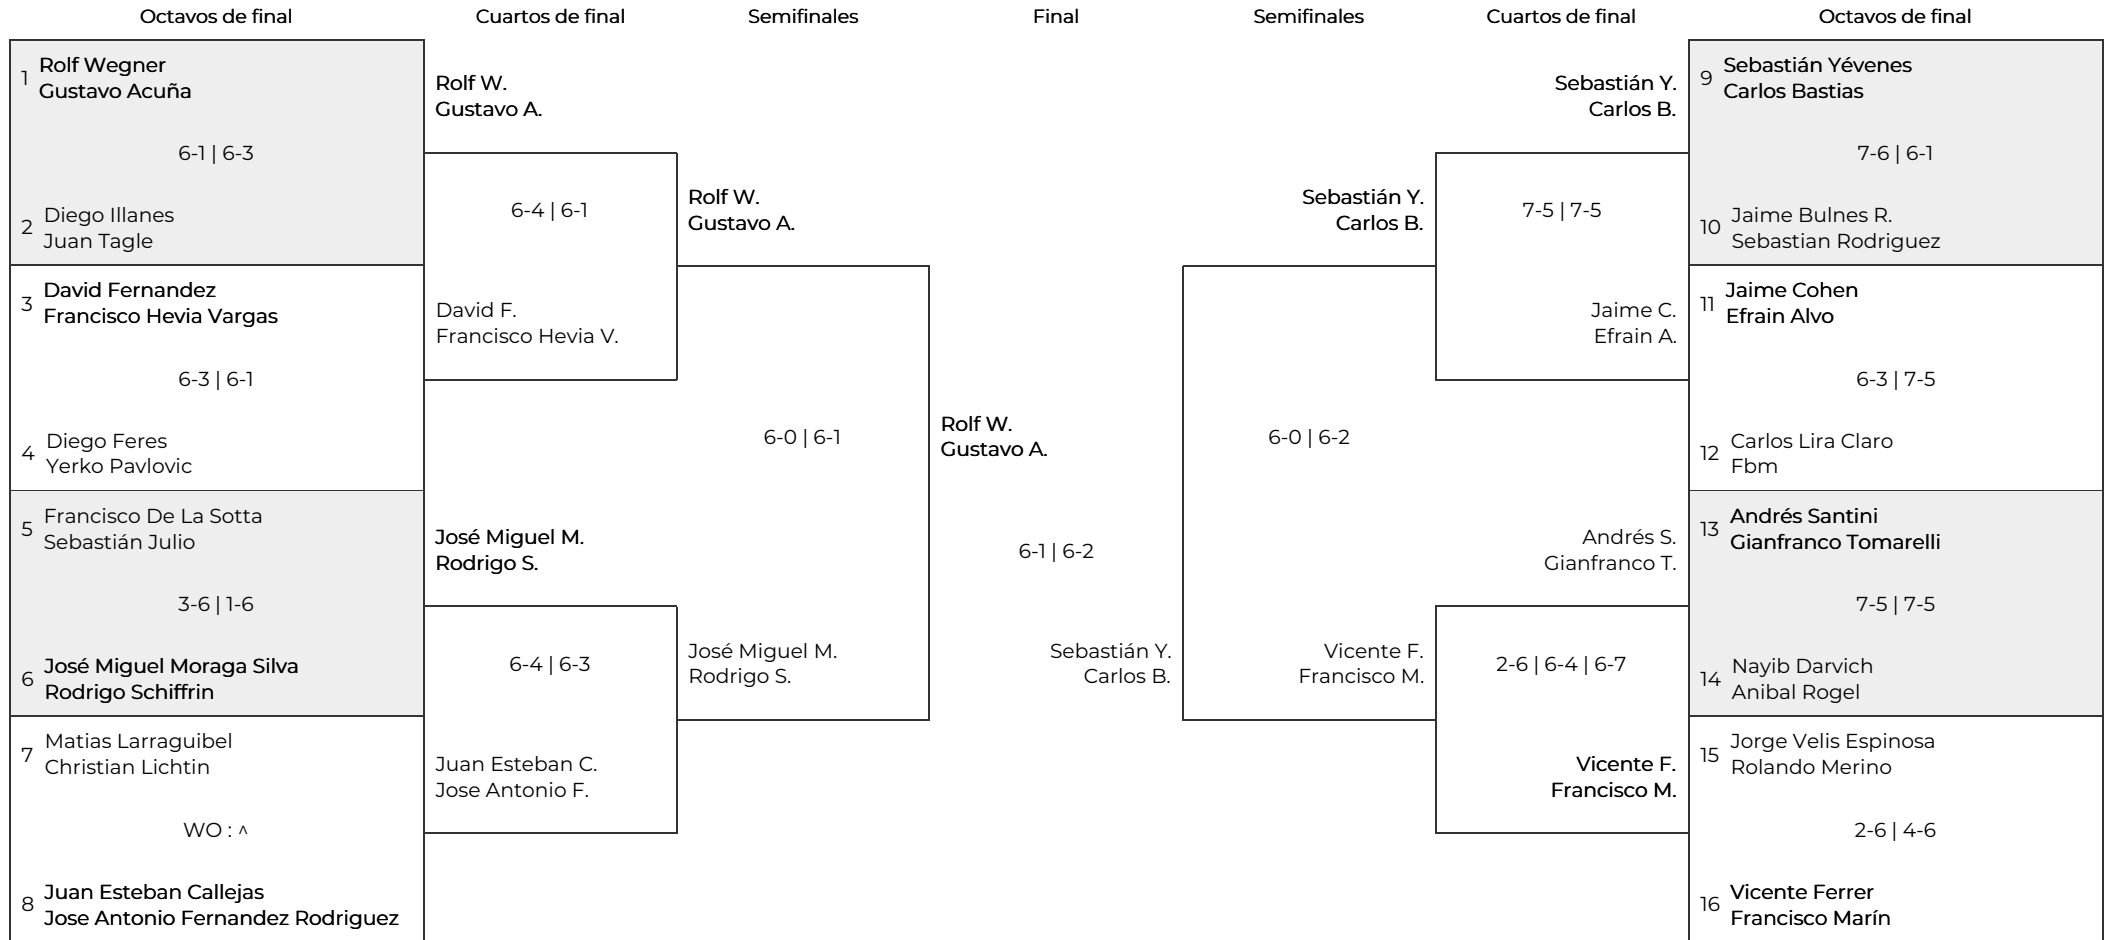 Octavos de final
Cuartos de final
Semifinales
Final
Semifinales
Cuartos de final
Octavos de final
1
Rolf Wegner
Gustavo Acuña
6-1 | 6-3
2
Diego Illanes
Juan Tagle
3
David Fernandez
Francisco Hevia Vargas
6-3 | 6-1
4
Diego Feres
Yerko Pavlovic
5
Francisco De La Sotta
Sebastián Julio
3-6 | 1-6
6
José Miguel Moraga Silva
Rodrigo Schiffrin
7
Matias Larraguibel
Christian Lichtin
WO : ^
8
Juan Esteban Callejas
Jose Antonio Fernandez Rodriguez
Rolf W.
Gustavo A.
6-4 | 6-1
David F.
Francisco Hevia V.
José Miguel M.
Rodrigo S.
6-4 | 6-3
Juan Esteban C.
Jose Antonio F.
Rolf W.
Gustavo A.
6-0 | 6-1
José Miguel M.
Rodrigo S.
Rolf W.
Gustavo A.
6-1 | 6-2
Sebastián Y.
Carlos B.
Sebastián Y.
Carlos B.
6-0 | 6-2
Vicente F.
Francisco M.
Sebastián Y.
Carlos B.
7-5 | 7-5
Jaime C.
Efrain A.
Andrés S.
Gianfranco T.
2-6 | 6-4 | 6-7
Vicente F.
Francisco M.
9
Sebastián Yévenes
Carlos Bastias
7-6 | 6-1
10
Jaime Bulnes R.
Sebastian Rodriguez
11
Jaime Cohen
Efrain Alvo
6-3 | 7-5
12
Carlos Lira Claro
Fbm
13
Andrés Santini
Gianfranco Tomarelli
7-5 | 7-5
14
Nayib Darvich
Anibal Rogel
15
Jorge Velis Espinosa
Rolando Merino
2-6 | 4-6
16
Vicente Ferrer
Francisco Marín